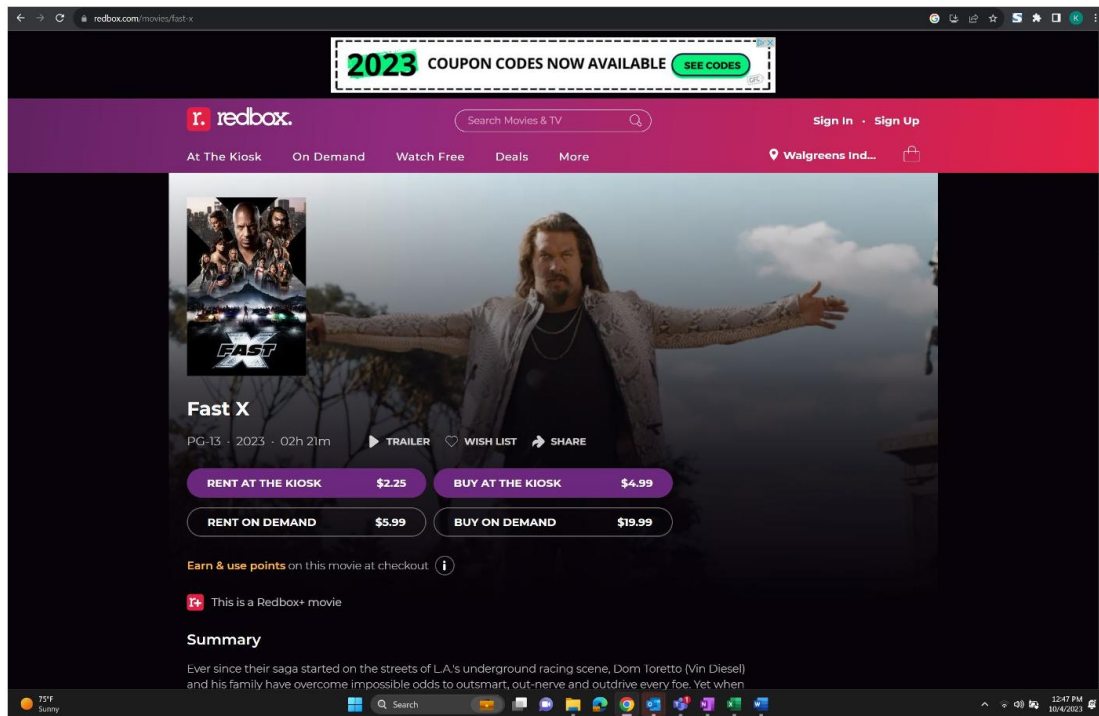 redbox.com/movies/fast-x
K
2023 COUPON CODES NOW AVAILABLE SEE CODES
r. redbox.
Search Movies & TV
Sign In · Sign Up
At The Kiosk On Demand Watch Free Deals More
Walgreens Ind...
FAST
X
Fast X
PG-13 · 2023 · 02h 21m TRAILER WISH LIST SHARE
RENT AT THE KIOSK $2.25 BUY AT THE KIOSK $4.99
RENT ON DEMAND $5.99 BUY ON DEMAND $19.99
Earn & use points on this movie at checkout i
r+ This is a Redbox+ movie
Summary
Ever since their saga started on the streets of L.A.'s underground racing scene, Dom Toretto (Vin Diesel)
and his family have overcome impossible odds to outsmart, out-nerve and outdrive every foe. Yet when
75°F
Sunny
Search
12:47 PM
10/4/2023